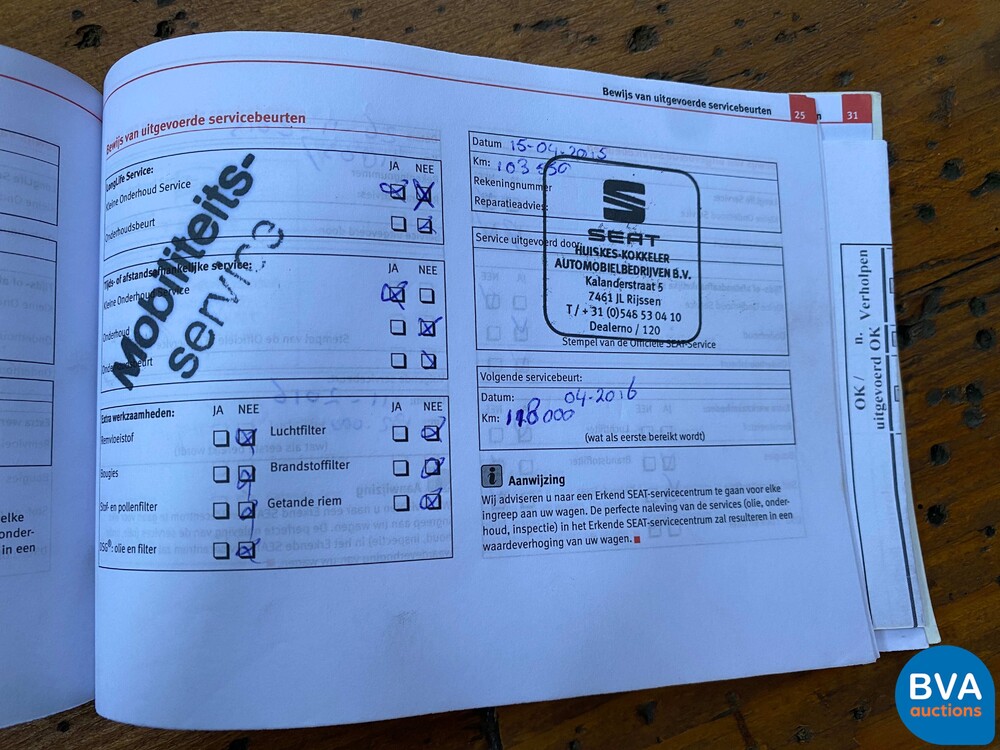 Bewijs van uitgevoerde servicebeurten 25
31
Bewijs van uitgevoerde servicebeurten
LongLife Service: JA NEE
Kleine Onderhoud Service
Onderhoudsbeurt
Mobiliteits-
service
Tijds- of afstandsafhankelijke service: JA NEE
Kleine Onderhoud Service
Onderhoud
Extra werkzaamheden: JA NEE JA NEE
Remvloeistof Luchtfilter
Bougies Brandstoffilter
Stof- en pollenfilter Getande riem
DSG®: olie en filter
Datum 15-04-2015
Km: 103
Rekeningnummer
Reparatieadvies:
Service uitgevoerd door:
SEAT
HUISKES-KOKKELER
AUTOMOBIELBEDRIJVEN B.V.
Kalanderstraat 5
7461 JL Rijssen
T / + 31 (0)546 53 04 10
Dealerno / 120
Stempel van de Officiële SEAT-Service
Volgende servicebeurt:
Datum: 04-2016
Km: 118000
(wat als eerste bereikt wordt)
i Aanwijzing
Wij adviseren u naar een Erkend SEAT-servicecentrum te gaan voor elke
ingreep aan uw wagen. De perfecte naleving van de services (olie, onder-
houd, inspectie) in het Erkende SEAT-servicecentrum zal resulteren in een
waardeverhoging van uw wagen.
elke
onder-
in een
OK / n.
uitgevoerd OK Verholpen
BVA
auctions